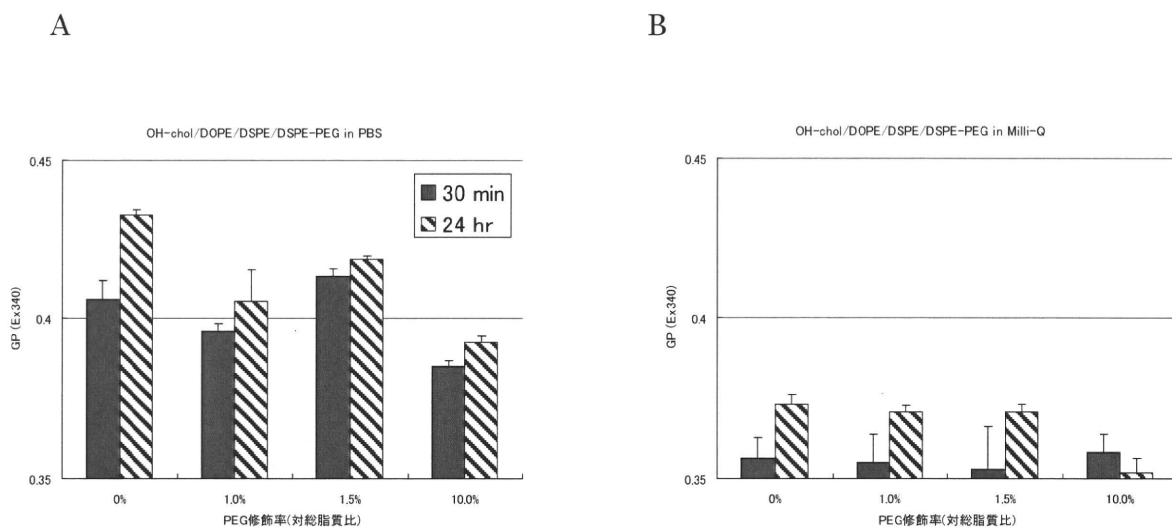 A
OH-chol/DOPE/DSPE/DSPE-PEG in PBS
0.45
0.4
0.35
GP (Ex340)
30 min
24 hr
0%
1.0%
1.5%
10.0%
PEG修飾率(対総脂質比)
B
OH-chol/DOPE/DSPE/DSPE-PEG in Milli-Q
0.45
0.4
0.35
GP (Ex340)
0%
1.0%
1.5%
10.0%
PEG修飾率(対総脂質比)